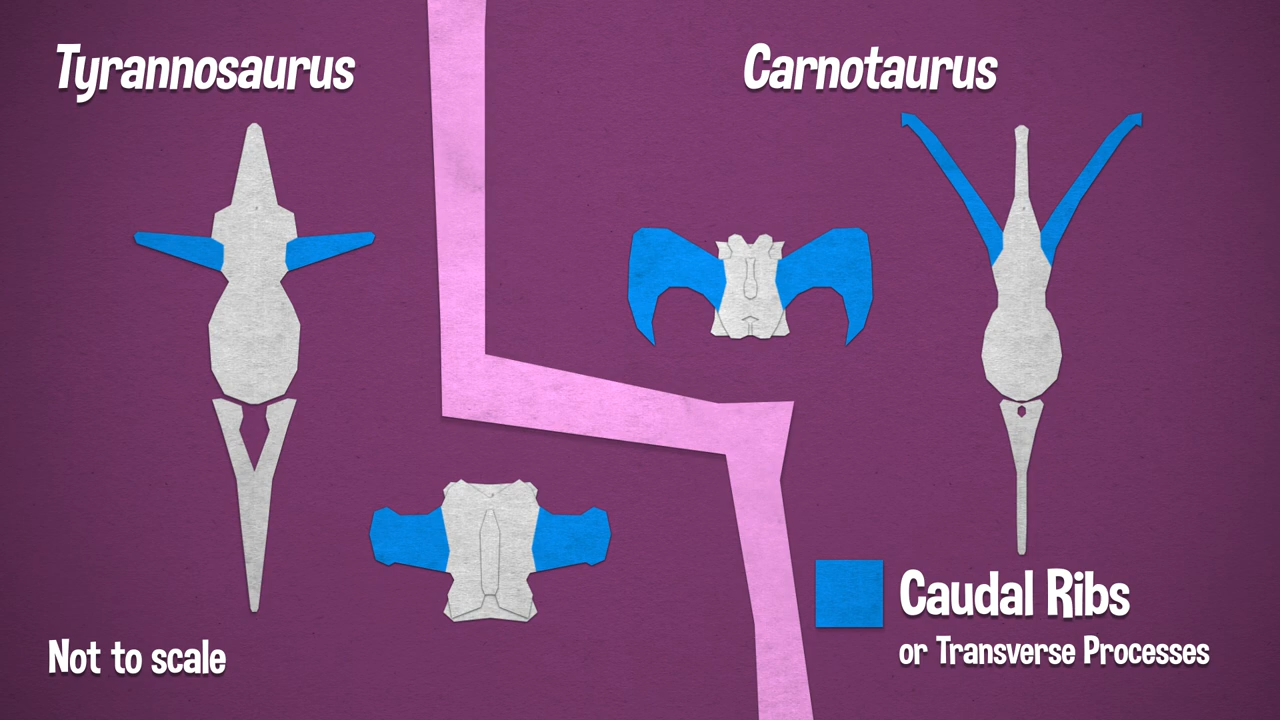 Tyrannosaurus
Carnotaurus
Caudal Ribs
or Transverse Processes
Not to scale